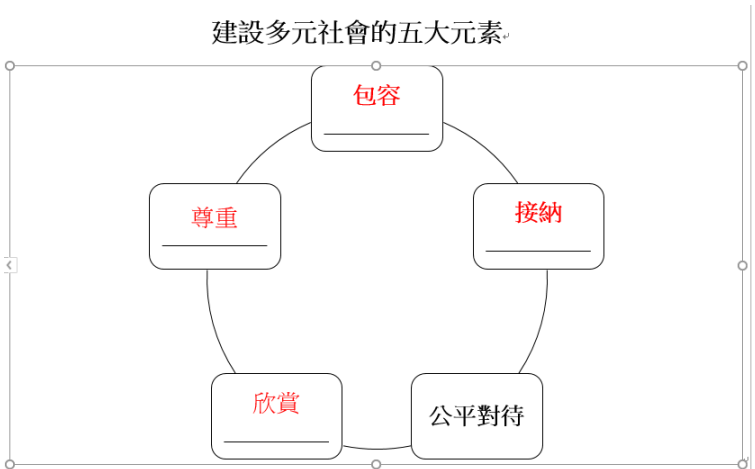 建設多元社會的五大元素
包容
尊重
接納
欣賞
公平對待